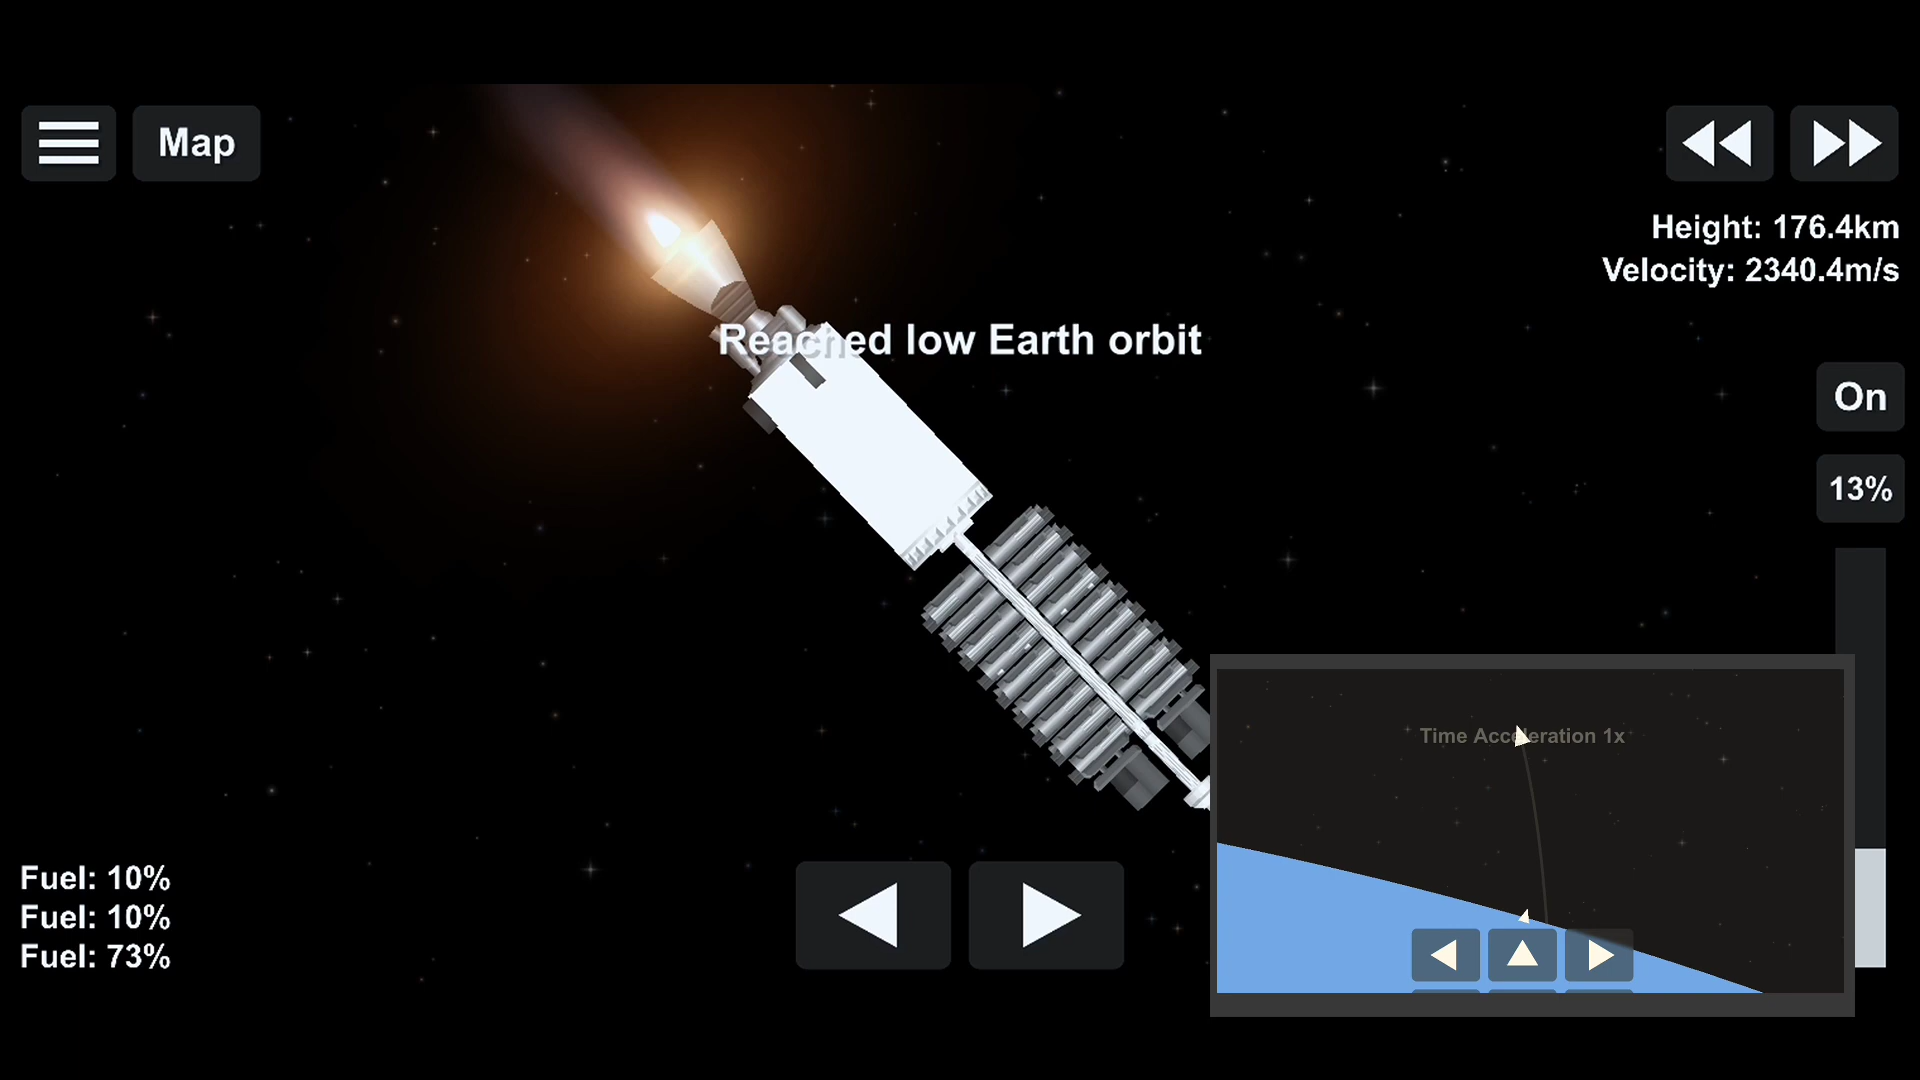 Map
Height: 176.4km
Velocity: 2340.4m/s
Reached low Earth orbit
On
13%
Time Acceleration 1x
Fuel: 10%
Fuel: 10%
Fuel: 73%